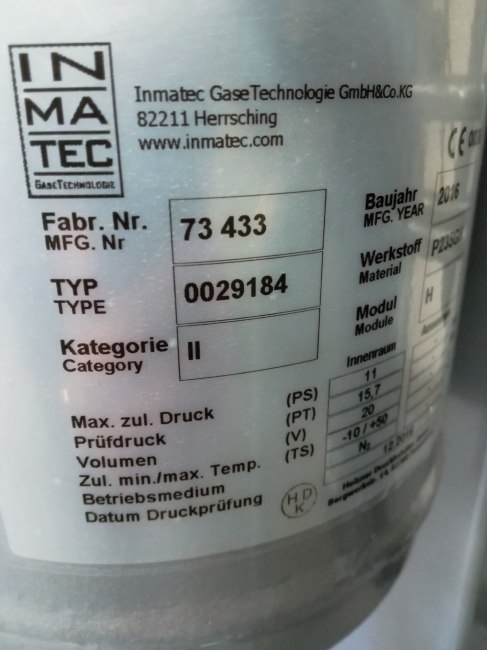 IN
MA
TEC
GASETECHNOLOGIE
Inmatec GaseTechnologie GmbH&Co.KG
82211 Herrsching
www.inmatec.com
CE
Fabr. Nr. 73 433
MFG. Nr
Baujahr 2016
MFG. YEAR
TYP 0029184
TYPE
Werkstoff
Material
Kategorie II
Category
Modul H
Module
Innenraum
Max. zul. Druck (PS) 11
Prüfdruck (PT) 15,7
Volumen (V) 20
Zul. min./max. Temp. (TS) -10 / +50
Betriebsmedium N₂
Datum Druckprüfung HDK